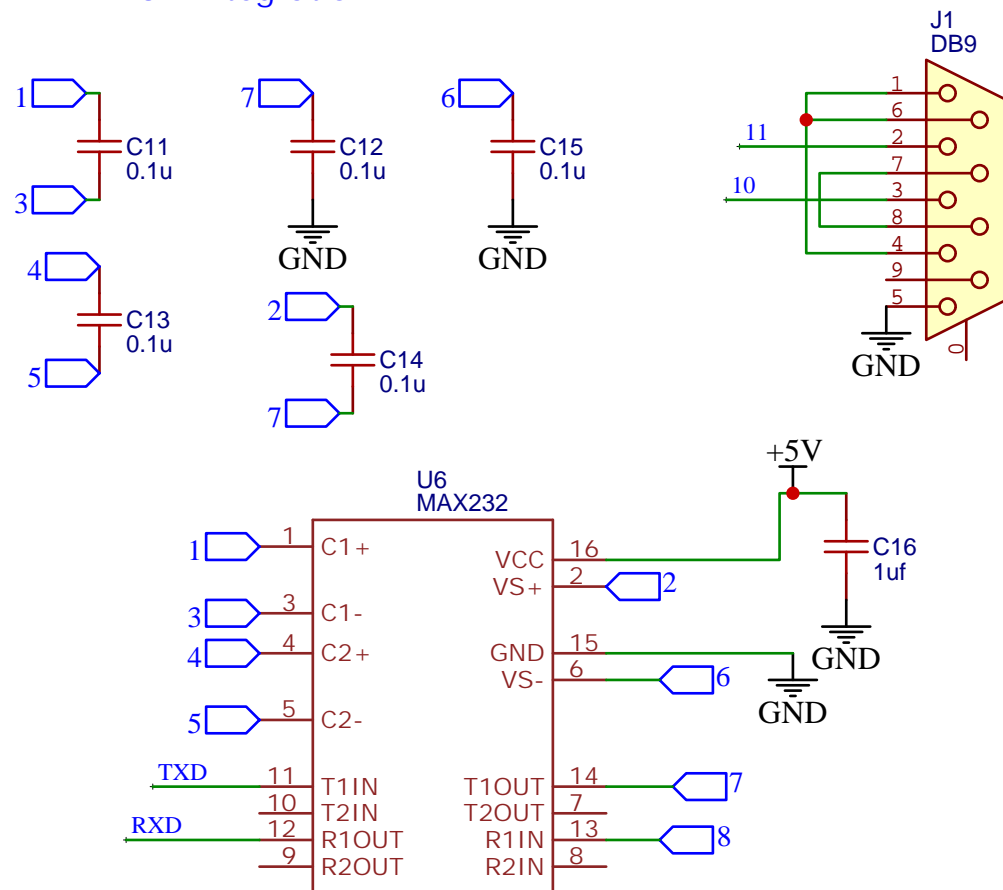 J1
DB9
1
C11
0.1u
3
7
C12
0.1u
GND
6
C15
0.1u
GND
1
6
11
2
7
10
3
8
4
9
5
GND
0
4
C13
0.1u
5
2
C14
0.1u
7
U6
MAX232
+5V
C16
1uf
GND
1 1 C1+
VCC 16
VS+ 2 2
3 3 C1-
4 4 C2+
GND 15
VS- 6 6
GND
5 5 C2-
TXD 11 T1IN
T1OUT 14 7
10 T2IN
T2OUT 7
RXD 12 R1OUT
R1IN 13 8
9 R2OUT
R2IN 8